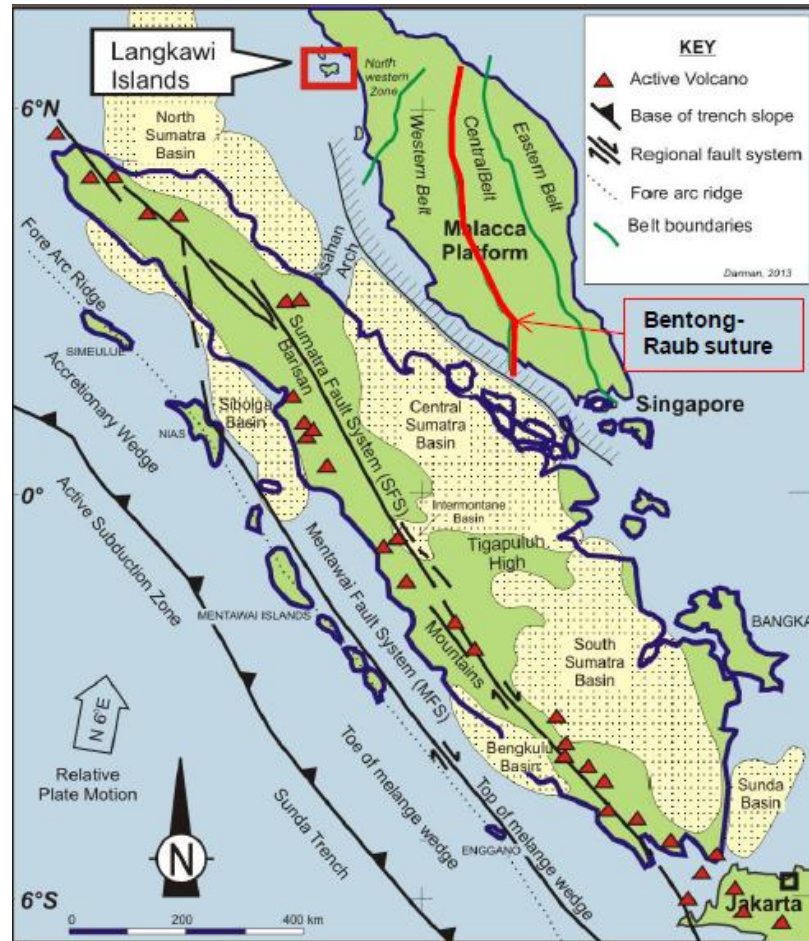 Langkawi
Islands
North
western
Zone
KEY
Active Volcano
Base of trench slope
Regional fault system
Fore arc ridge
Belt boundaries
Darman, 2013
6°N
North
Sumatra
Basin
D
Western Belt
CentralBelt
Eastern Belt
Malacca
Platform
Asahan
Arch
Bentong-
Raub suture
Fore Arc Ridge
SIMEULUE
Barisan
Sumatra Fault System (SFS)
Singapore
Accretionary Wedge
NIAS
Sibolga
Basin
Central
Sumatra
Basin
0°
Active Subduction Zone
Intermontane
Basin
Tigapuluh
High
MENTAWAI ISLANDS
Mentawai Fault System (MFS)
Mountains
BANGKA
South
Sumatra
Basin
N 6°E
Relative
Plate Motion
Bengkulu
Basin
Sunda
Basin
Toe of melange wedge
Top of melange wedge
Sunda Trench
N
ENGGANO
6°S
Jakarta
0 200 400 km